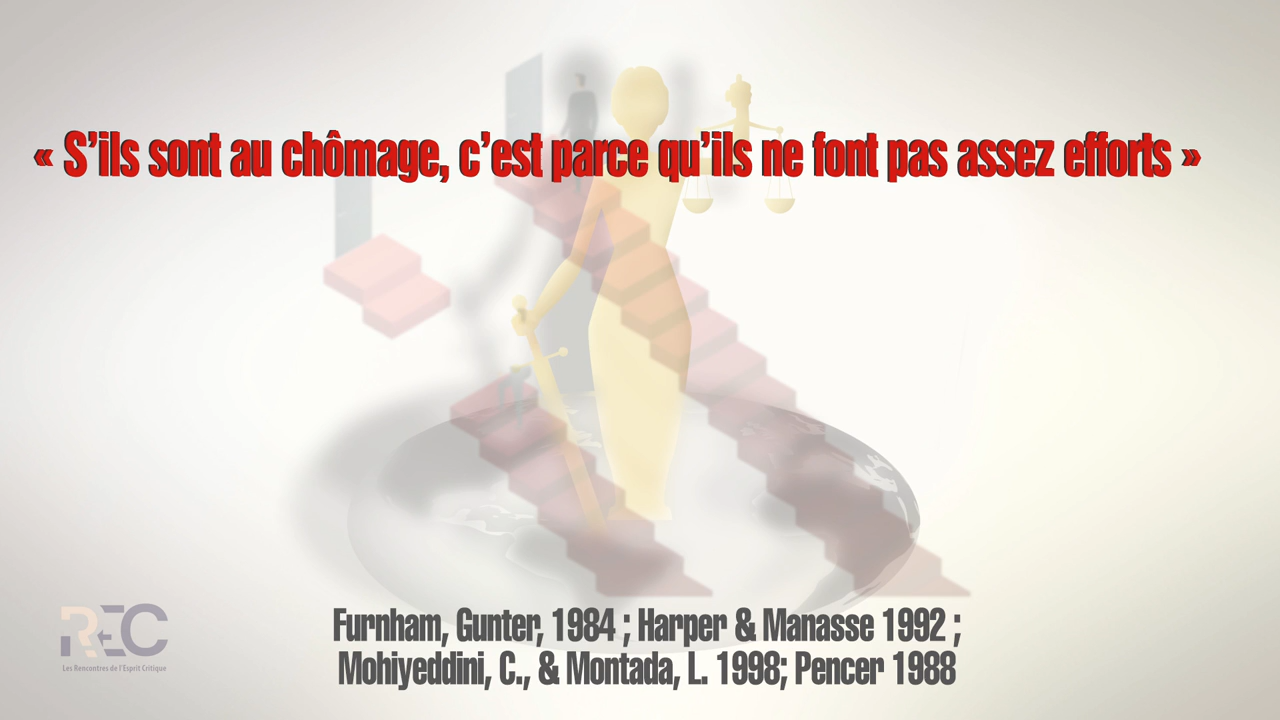 « S’ils sont au chômage, c’est parce qu’ils ne font pas assez efforts »
Furnham, Gunter, 1984 ; Harper & Manasse 1992 ;
Mohiyeddini, C., & Montada, L. 1998; Pencer 1988
REC
Les Rencontres de l'Esprit Critique